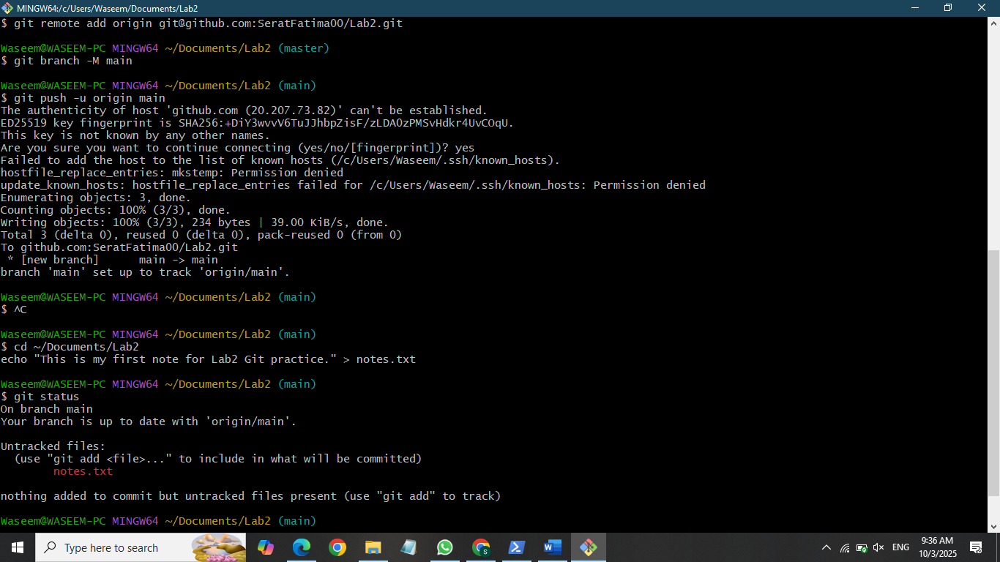 MINGW64:/c/Users/Waseem/Documents/Lab2
$ git remote add origin git@github.com:SeratFatima00/Lab2.git
Waseem@WASEEM-PC MINGW64 ~/Documents/Lab2 (master)
$ git branch -M main
Waseem@WASEEM-PC MINGW64 ~/Documents/Lab2 (main)
$ git push -u origin main
The authenticity of host 'github.com (20.207.73.82)' can't be established.
ED25519 key fingerprint is SHA256:+DiY3wvvV6TuJJhbpZisF/zLDA0zPMSvHdkr4UvCOqU.
This key is not known by any other names.
Are you sure you want to continue connecting (yes/no/[fingerprint])? yes
Failed to add the host to the list of known hosts (/c/Users/Waseem/.ssh/known_hosts).
hostfile_replace_entries: mkstemp: Permission denied
update_known_hosts: hostfile_replace_entries failed for /c/Users/Waseem/.ssh/known_hosts: Permission denied
Enumerating objects: 3, done.
Counting objects: 100% (3/3), done.
Writing objects: 100% (3/3), 234 bytes | 39.00 KiB/s, done.
Total 3 (delta 0), reused 0 (delta 0), pack-reused 0 (from 0)
To github.com:SeratFatima00/Lab2.git
 * [new branch]      main -> main
branch 'main' set up to track 'origin/main'.
Waseem@WASEEM-PC MINGW64 ~/Documents/Lab2 (main)
$ ^C
Waseem@WASEEM-PC MINGW64 ~/Documents/Lab2 (main)
$ cd ~/Documents/Lab2
echo "This is my first note for Lab2 Git practice." > notes.txt
Waseem@WASEEM-PC MINGW64 ~/Documents/Lab2 (main)
$ git status
On branch main
Your branch is up to date with 'origin/main'.
Untracked files:
  (use "git add <file>..." to include in what will be committed)
        notes.txt
nothing added to commit but untracked files present (use "git add" to track)
Waseem@WASEEM-PC MINGW64 ~/Documents/Lab2 (main)
Type here to search
ENG
9:36 AM
10/3/2025